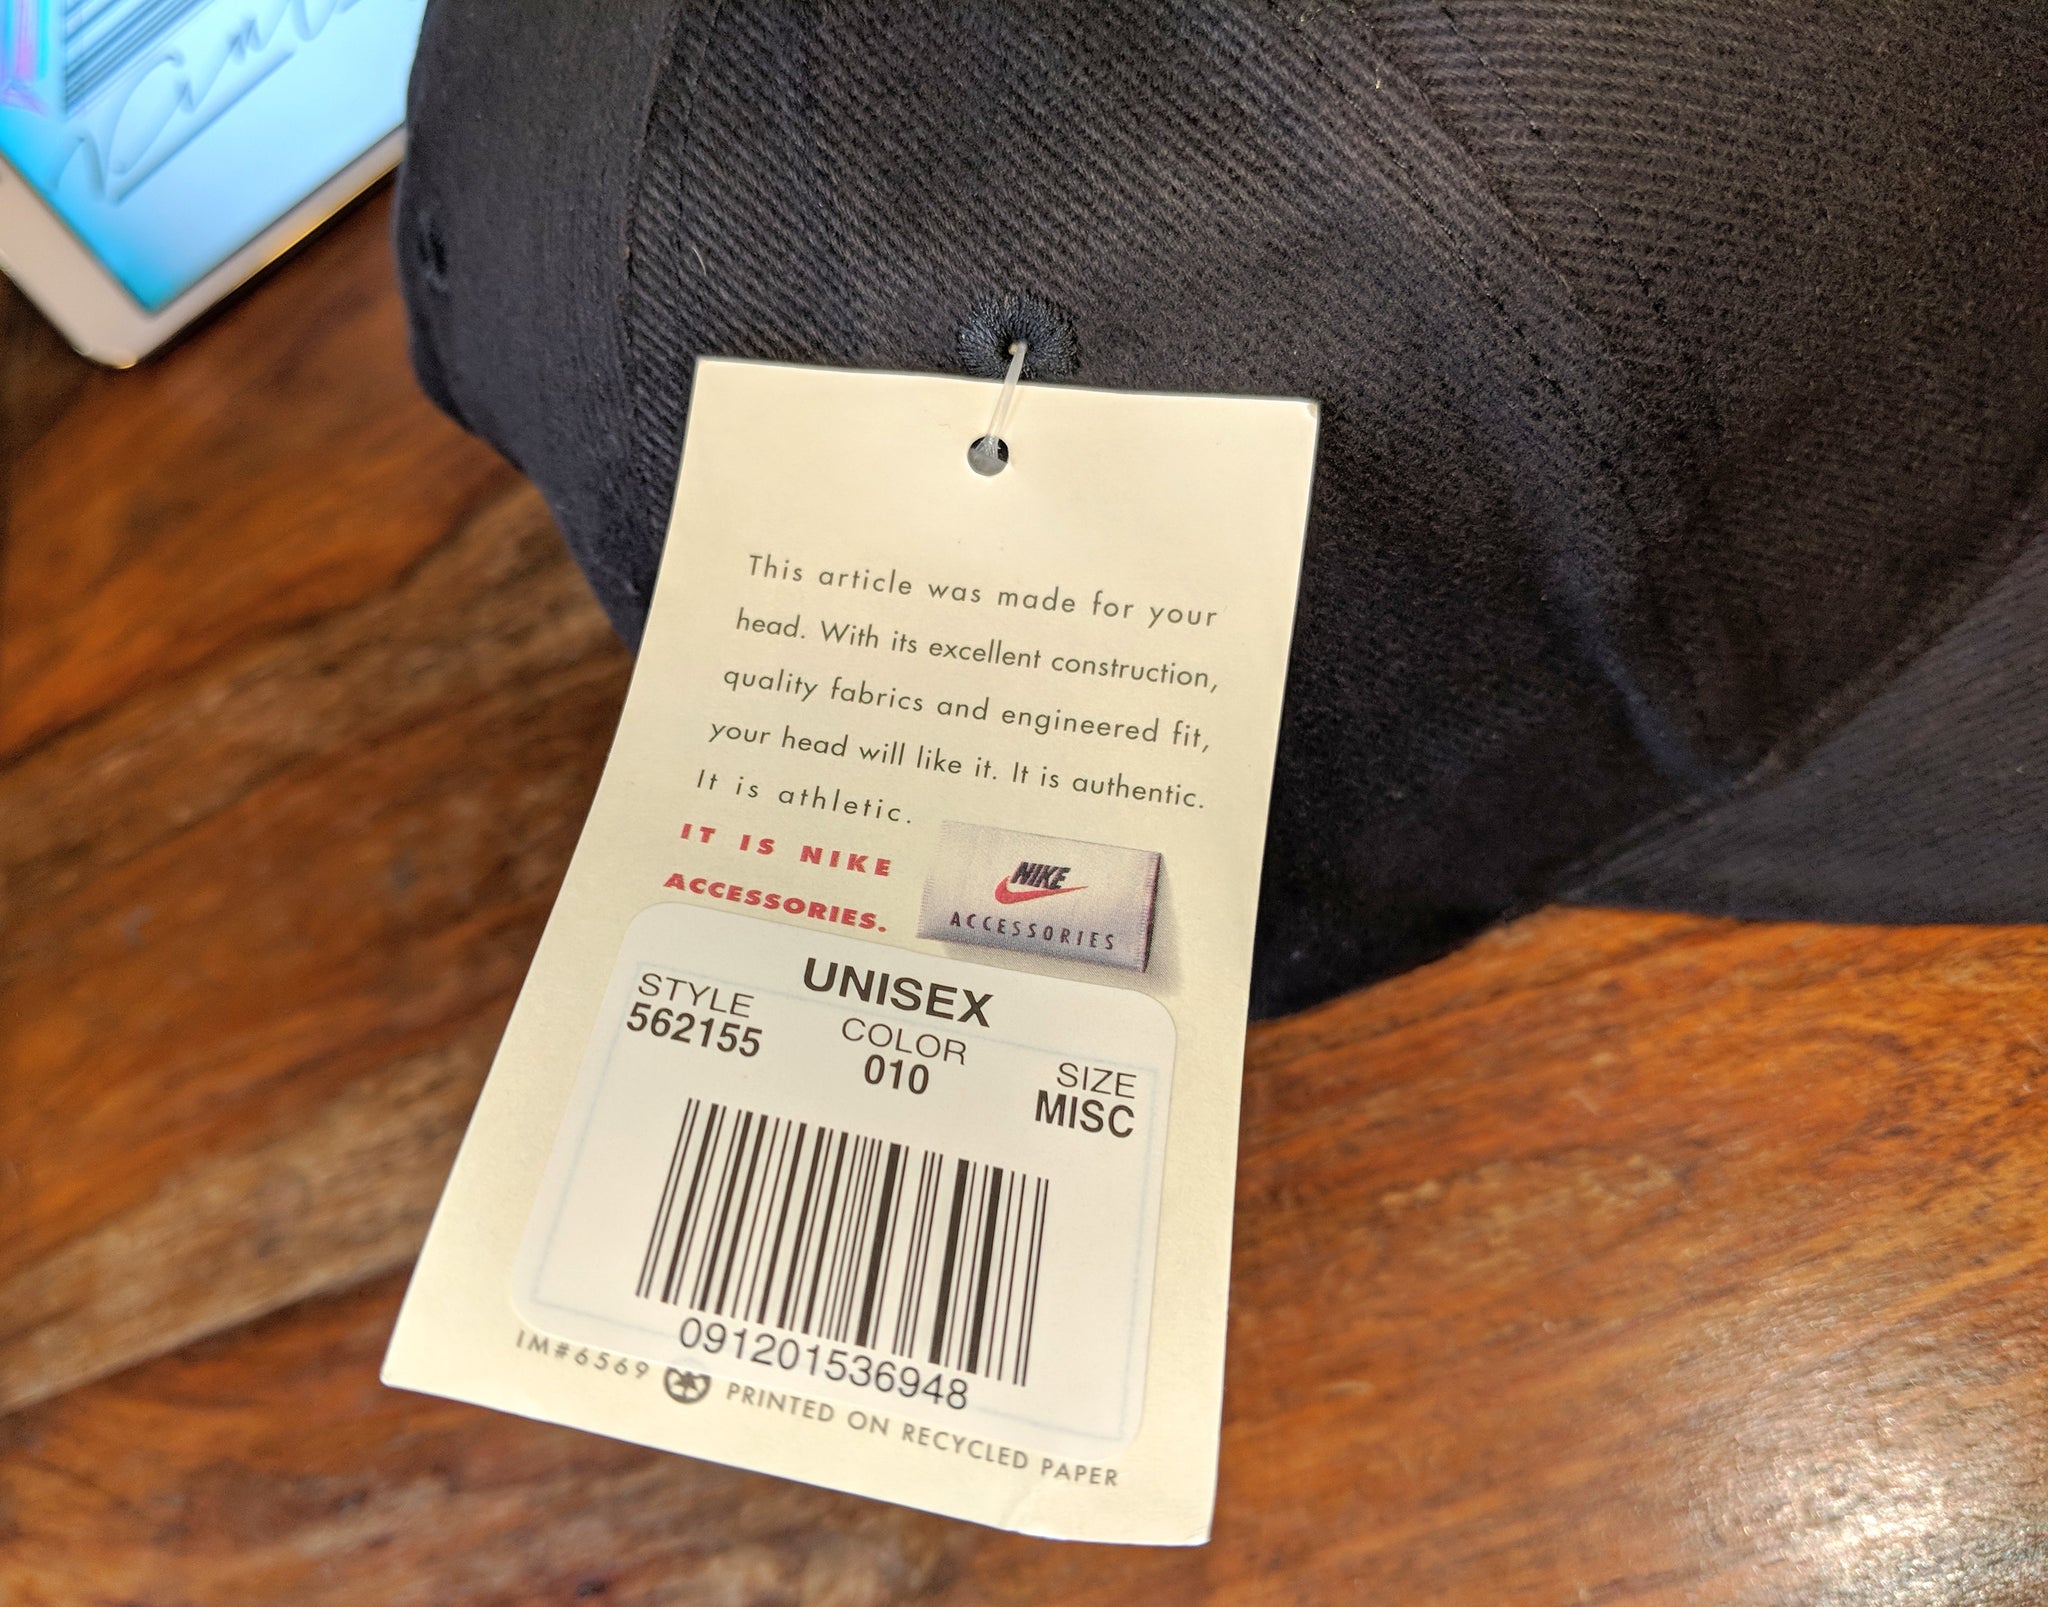 This article was made for your
head. With its excellent construction,
quality fabrics and engineered fit,
your head will like it. It is authentic.
It is athletic.
IT IS NIKE
ACCESSORIES.
NIKE
ACCESSORIES
UNISEX
STYLE COLOR SIZE
562155 010 MISC
091201536948
IM#6569 PRINTED ON RECYCLED PAPER